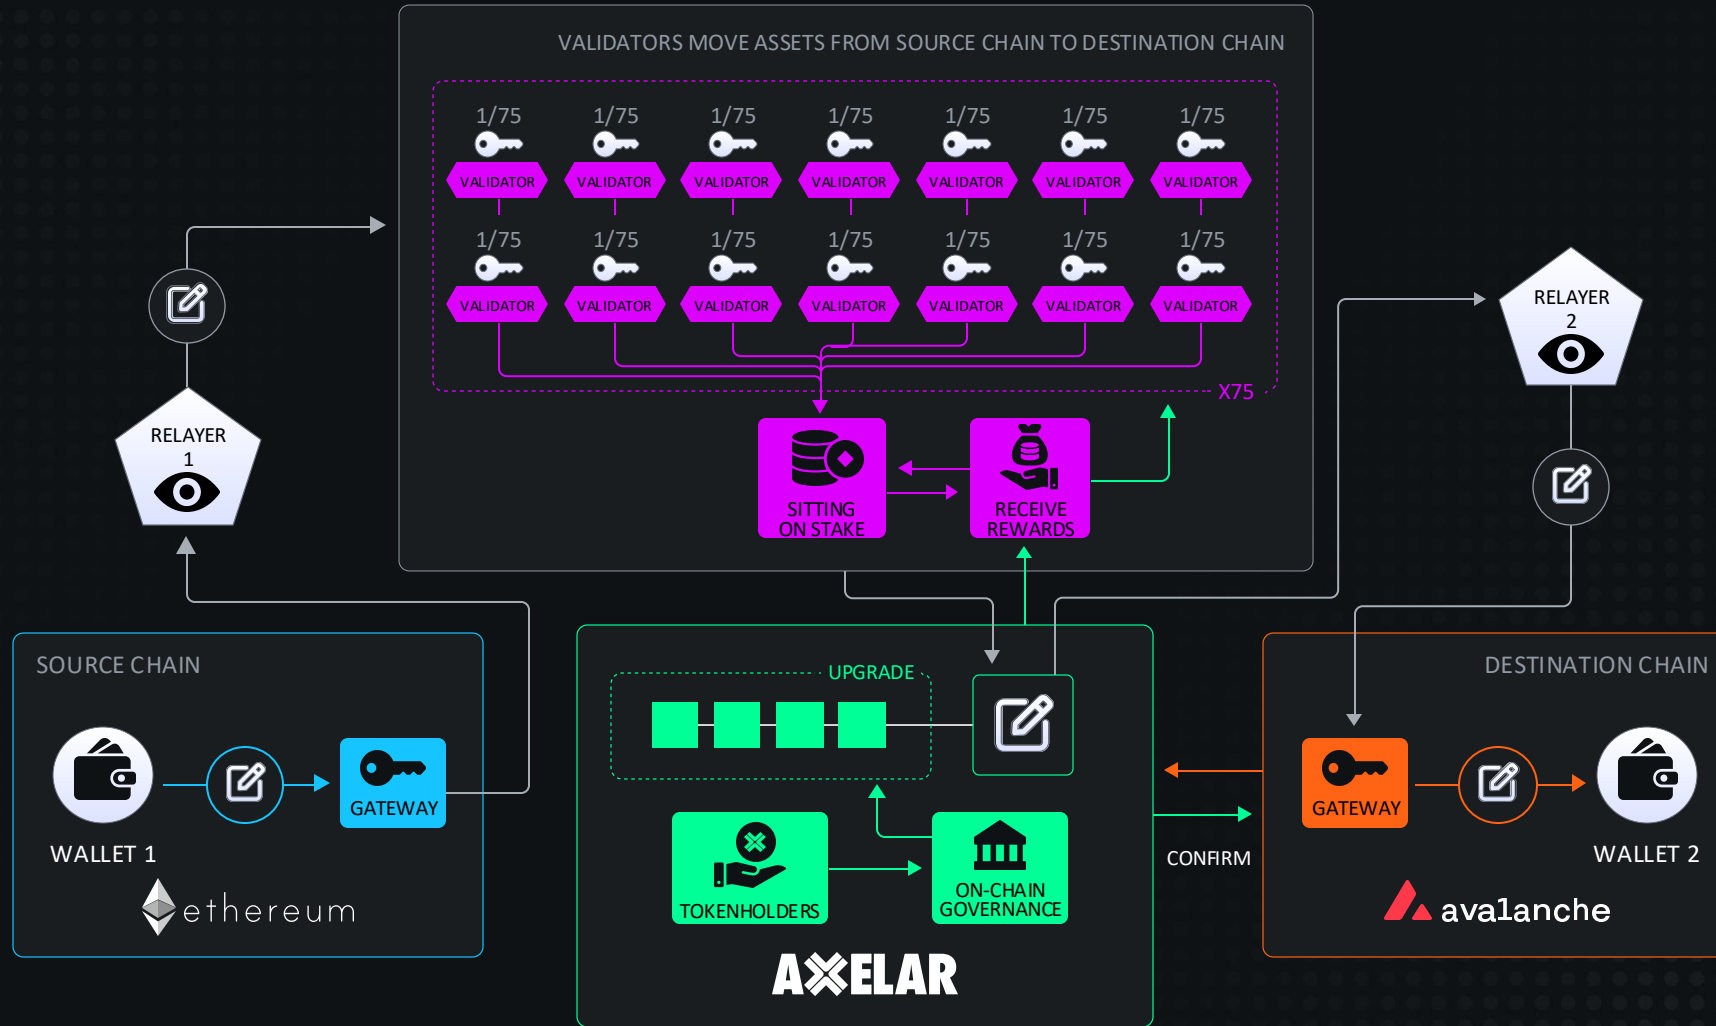 VALIDATORS MOVE ASSETS FROM SOURCE CHAIN TO DESTINATION CHAIN
1/75 1/75 1/75 1/75 1/75 1/75 1/75
VALIDATOR VALIDATOR VALIDATOR VALIDATOR VALIDATOR VALIDATOR VALIDATOR
1/75 1/75 1/75 1/75 1/75 1/75 1/75
VALIDATOR VALIDATOR VALIDATOR VALIDATOR VALIDATOR VALIDATOR VALIDATOR
X75
SITTING
ON STAKE
RECEIVE
REWARDS
RELAYER
1
RELAYER
2
SOURCE CHAIN
GATEWAY
WALLET 1
ethereum
UPGRADE
TOKENHOLDERS
ON-CHAIN
GOVERNANCE
AXELAR
CONFIRM
DESTINATION CHAIN
GATEWAY
WALLET 2
avalanche